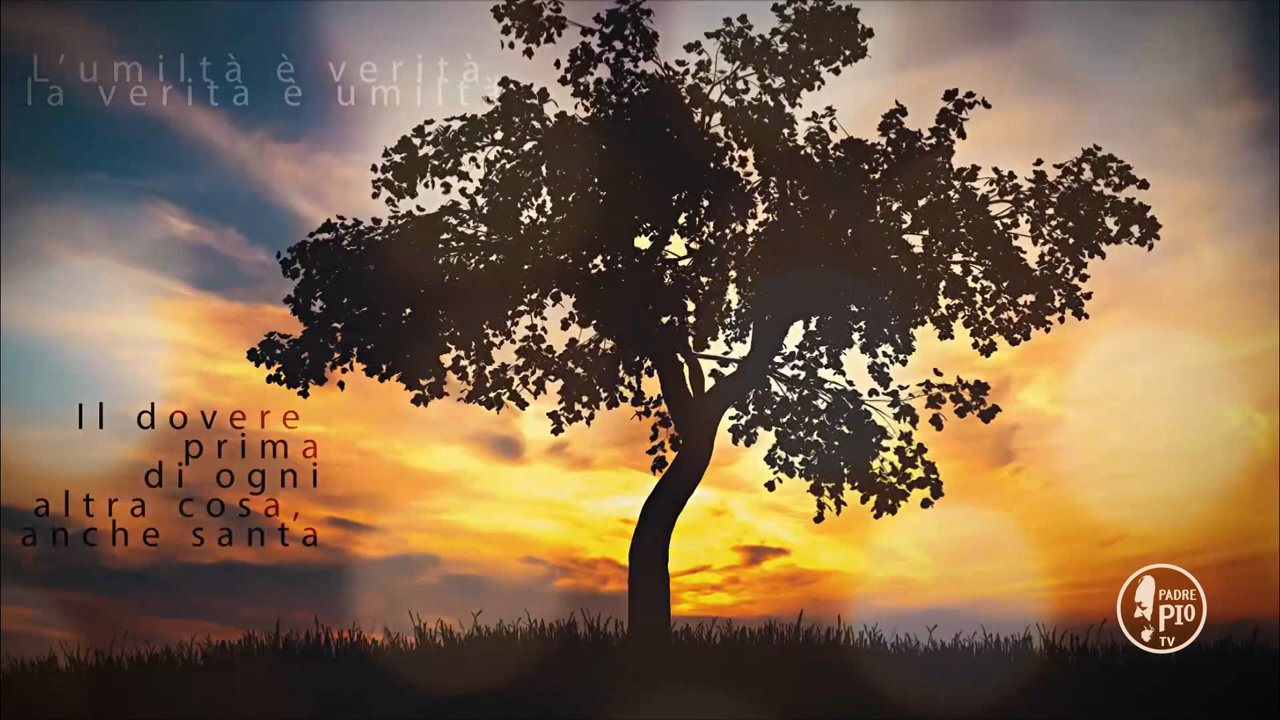 L'umiltà è verità,
la verità è umiltà
Il dovere
prima
di ogni
altra cosa,
anche santa
PADRE
PIO
TV